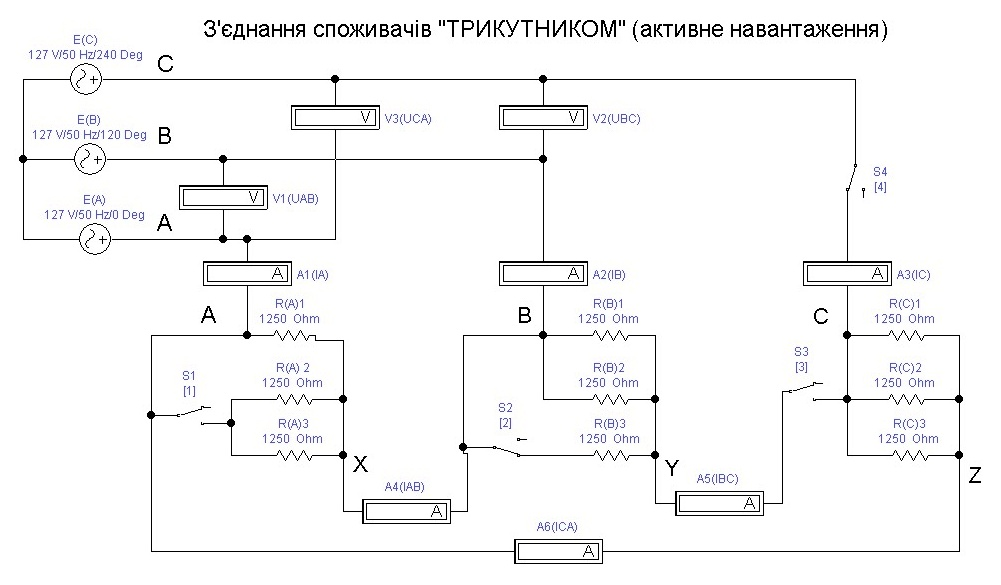 З'єднання споживачів "ТРИКУТНИКОМ" (активне навантаження)
E(C)
127 V/50 Hz/240 Deg
C
V
V3(UCA)
V
V2(UBC)
E(B)
127 V/50 Hz/120 Deg
B
V
V1(UAB)
E(A)
127 V/50 Hz/0 Deg
A
S4
[4]
A
A1(IA)
A
A2(IB)
A
A3(IC)
A
R(A)1
1250 Ohm
B
R(B)1
1250 Ohm
C
R(C)1
1250 Ohm
S1
[1]
R(A) 2
1250 Ohm
R(B)2
1250 Ohm
S3
[3]
R(C)2
1250 Ohm
R(A)3
1250 Ohm
S2
[2]
R(B)3
1250 Ohm
R(C)3
1250 Ohm
X
Y
Z
A4(IAB)
A
A5(IBC)
A
A6(ICA)
A